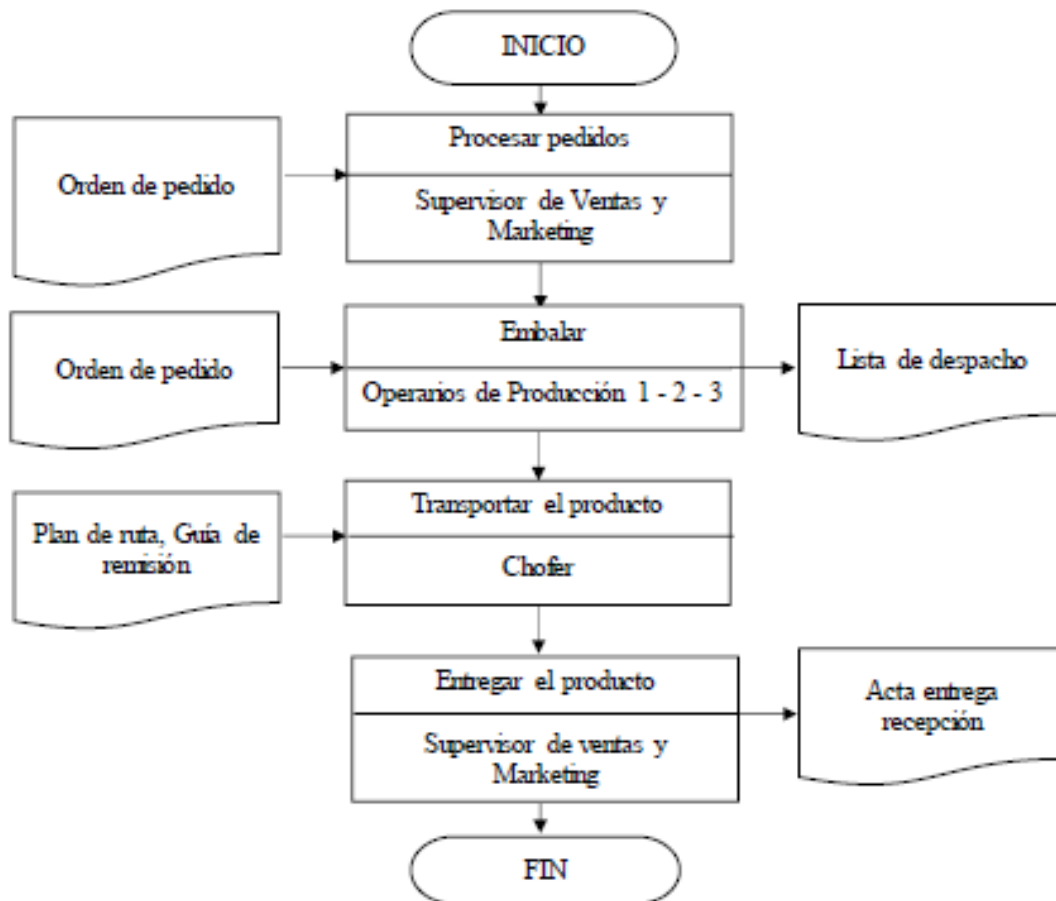 INICIO
Orden de pedido
Procesar pedidos
Supervisor de Ventas y
Marketing
Orden de pedido
Embalar
Operarios de Producción 1 - 2 - 3
Lista de despacho
Plan de ruta, Guía de
remisión
Transportar el producto
Chofer
Entregar el producto
Supervisor de ventas y
Marketing
Acta entrega
recepción
FIN